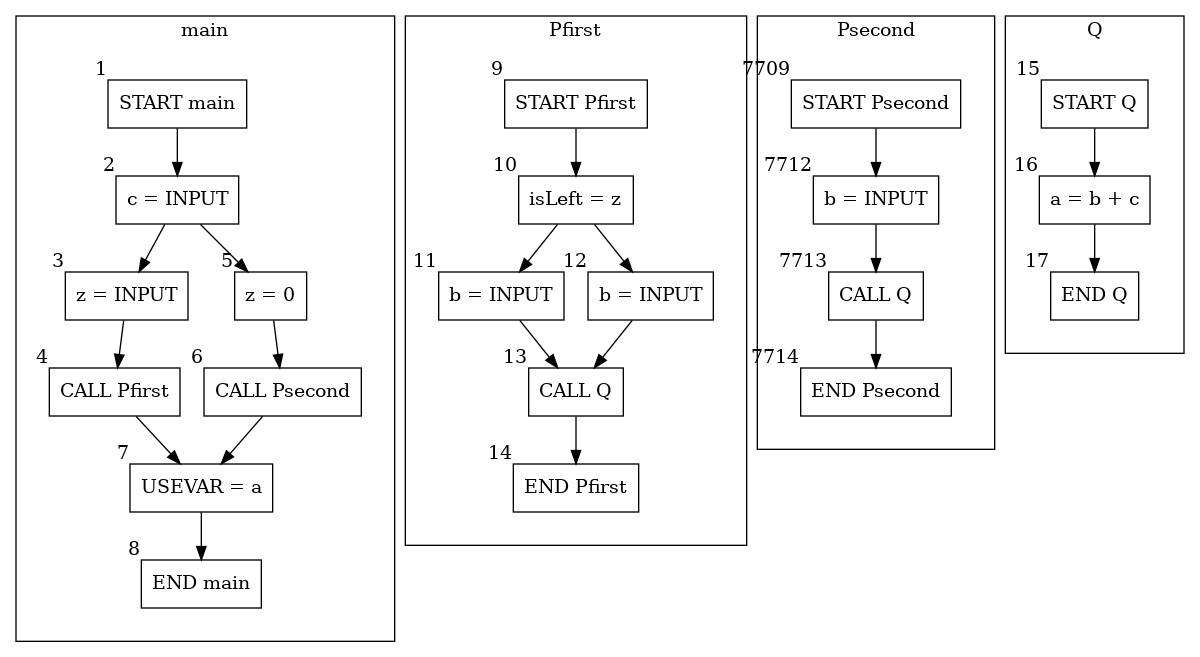 main
1
START main
2
c = INPUT
3
z = INPUT
5
z = 0
4
CALL Pfirst
6
CALL Psecond
7
USEVAR = a
8
END main
Pfirst
9
START Pfirst
10
isLeft = z
11
b = INPUT
12
b = INPUT
13
CALL Q
14
END Pfirst
Psecond
7709
START Psecond
7712
b = INPUT
7713
CALL Q
7714
END Psecond
Q
15
START Q
16
a = b + c
17
END Q